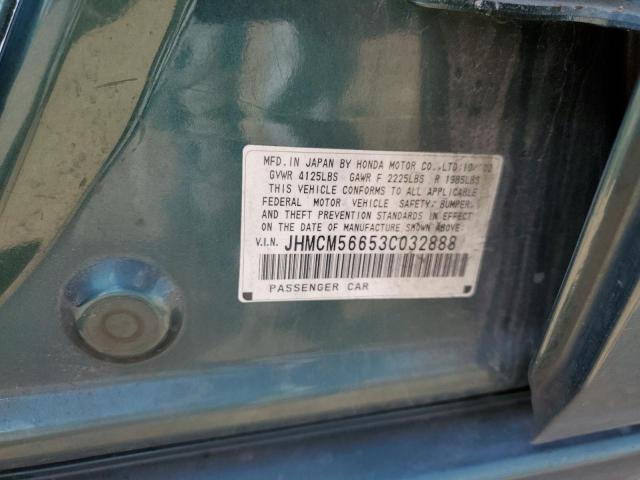 MFD. IN JAPAN BY HONDA MOTOR CO., LTD. 10/
GVWR 4125LBS GAWR F 2225LBS R 1985LBS
THIS VEHICLE CONFORMS TO ALL APPLICABLE
FEDERAL MOTOR VEHICLE SAFETY, BUMPER,
AND THEFT PREVENTION STANDARDS IN EFFECT
ON THE DATE OF MANUFACTURE SHOWN ABOVE.
V.I.N. JHMCM56653C032888
PASSENGER CAR